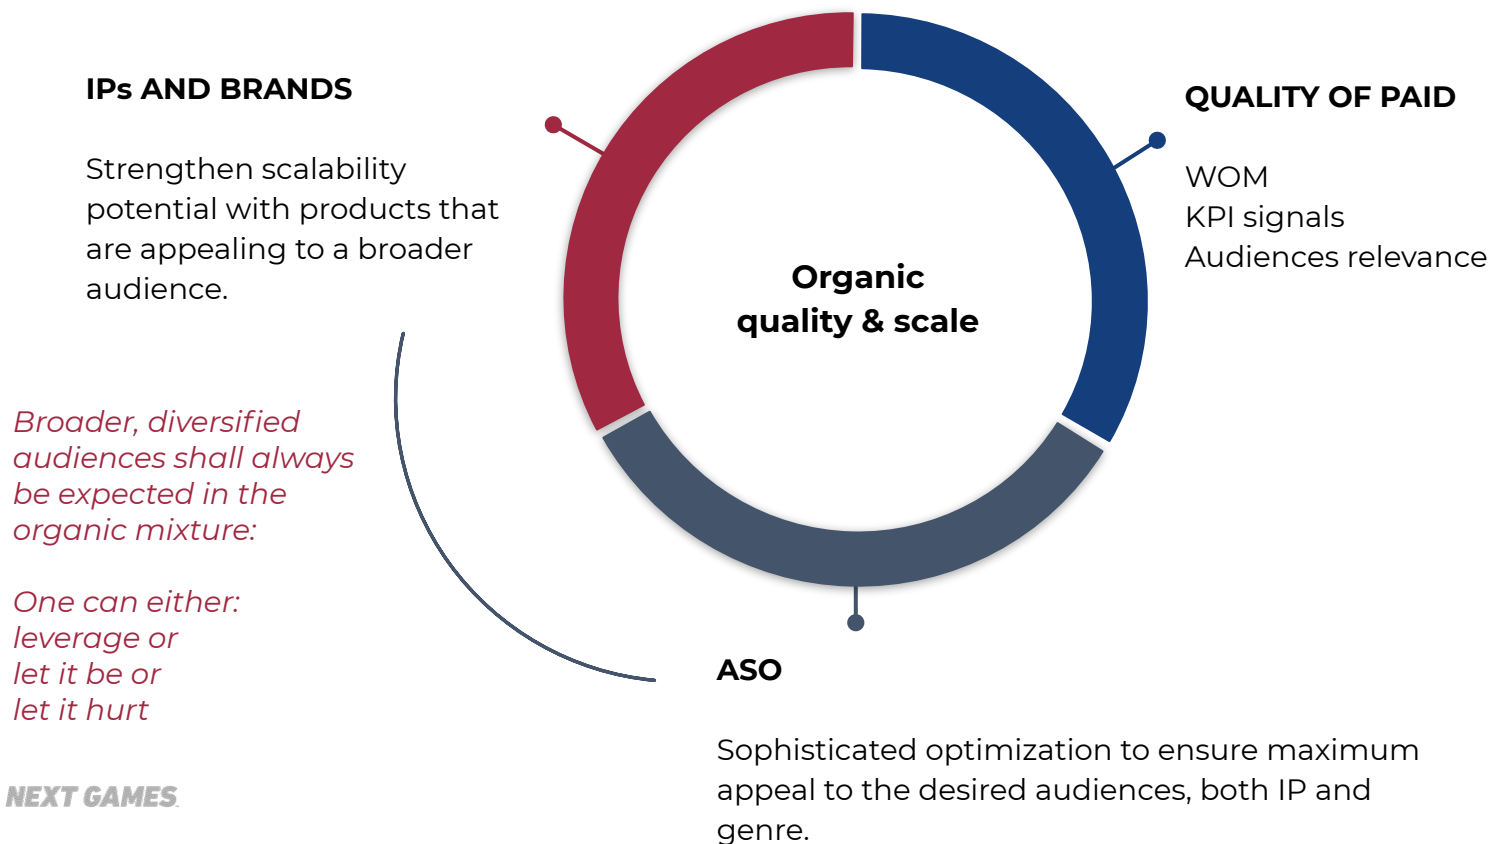 IPs AND BRANDS
Strengthen scalability
potential with products that
are appealing to a broader
audience.
QUALITY OF PAID
WOM
KPI signals
Audiences relevance
Organic
quality & scale
Broader, diversified
audiences shall always
be expected in the
organic mixture:
One can either:
leverage or
let it be or
let it hurt
ASO
Sophisticated optimization to ensure maximum
appeal to the desired audiences, both IP and
genre.
NEXT GAMES